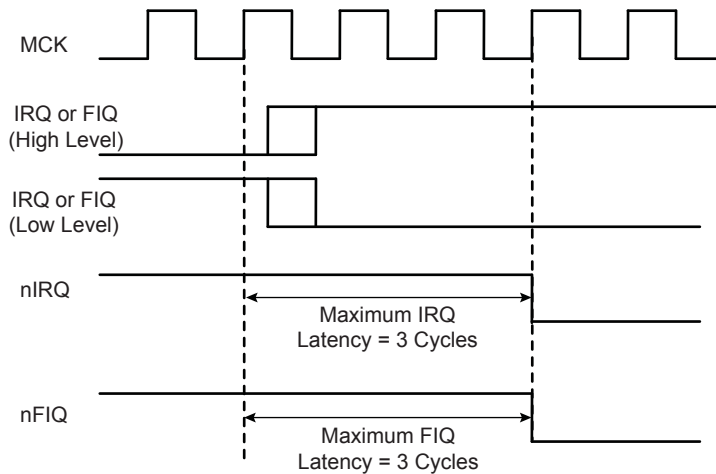 MCK
IRQ or FIQ
(High Level)
IRQ or FIQ
(Low Level)
nIRQ
Maximum IRQ
Latency = 3 Cycles
nFIQ
Maximum FIQ
Latency = 3 Cycles